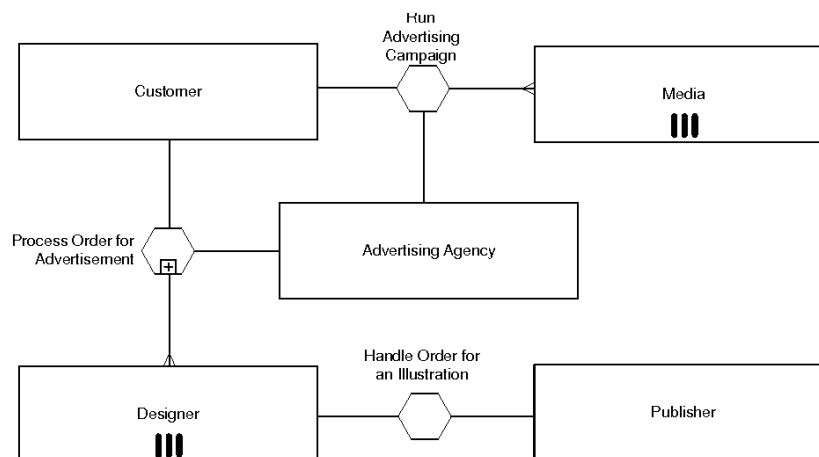 Run
Advertising
Campaign
Customer
Media
Process Order for
Advertisement
Advertising Agency
Handle Order for
an Illustration
Designer
Publisher